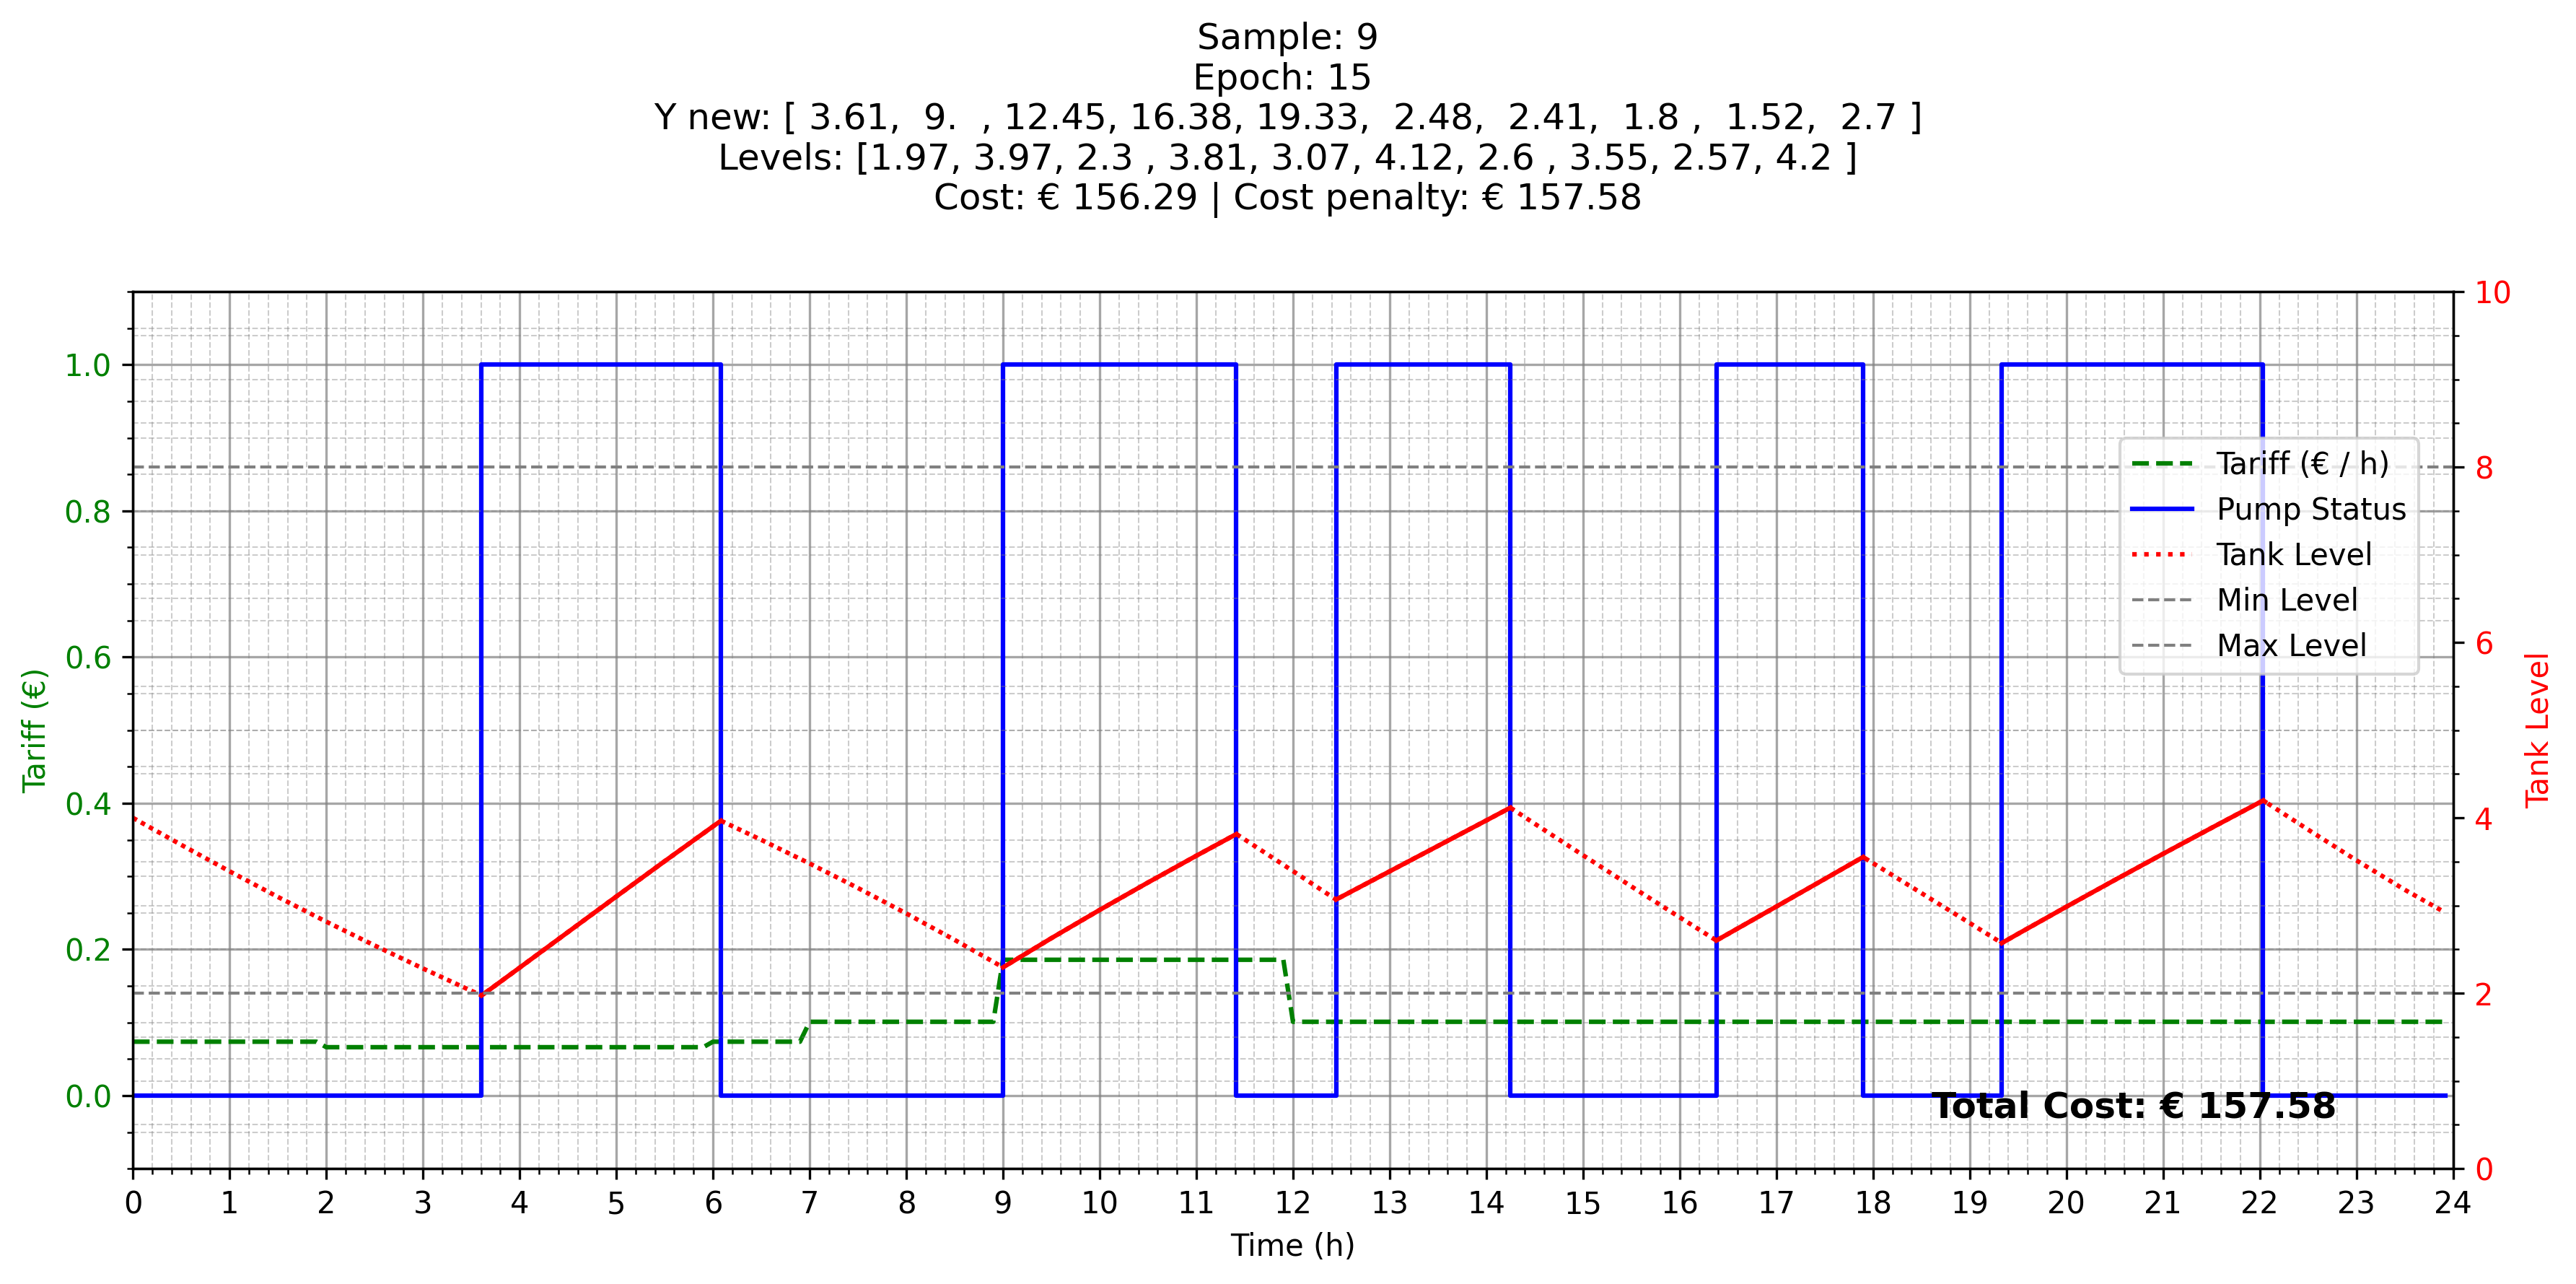 Sample: 9
Epoch: 15
Y new: [ 3.61,  9.  , 12.45, 16.38, 19.33,  2.48,  2.41,  1.8 ,  1.52,  2.7 ]
Levels: [1.97, 3.97, 2.3 , 3.81, 3.07, 4.12, 2.6 , 3.55, 2.57, 4.2 ]
Cost: € 156.29 | Cost penalty: € 157.58
1.0
0.8
0.6
0.4
0.2
0.0
Tariff (€)
10
8
6
4
2
0
Tank Level
Tariff (€ / h)
Pump Status
Tank Level
Min Level
Max Level
Total Cost: € 157.58
0 1 2 3 4 5 6 7 8 9 10 11 12 13 14 15 16 17 18 19 20 21 22 23 24
Time (h)